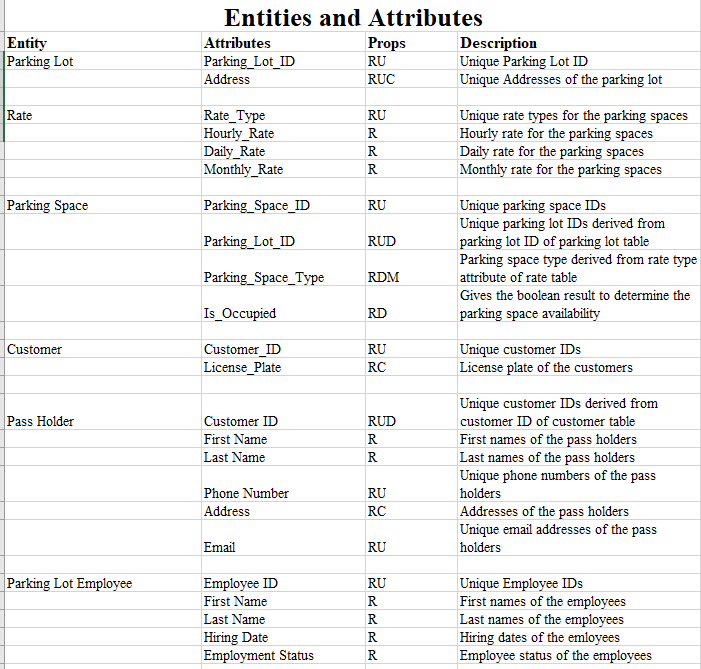 Entities and Attributes
Entity Attributes Props Description
Parking Lot Parking_Lot_ID RU Unique Parking Lot ID
Address RUC Unique Addresses of the parking lot
Rate Rate_Type RU Unique rate types for the parking spaces
Hourly_Rate R Hourly rate for the parking spaces
Daily_Rate R Daily rate for the parking spaces
Monthly_Rate R Monthly rate for the parking spaces
Parking Space Parking_Space_ID RU Unique parking space IDs
Unique parking lot IDs derived from
Parking_Lot_ID RUD parking lot ID of parking lot table
Parking space type derived from rate type
Parking_Space_Type RDM attribute of rate table
Gives the boolean result to determine the
Is_Occupied RD parking space availability
Customer Customer_ID RU Unique customer IDs
License_Plate RC License plate of the customers
Unique customer IDs derived from
Pass Holder Customer ID RUD customer ID of customer table
First Name R First names of the pass holders
Last Name R Last names of the pass holders
Unique phone numbers of the pass
Phone Number RU holders
Address RC Addresses of the pass holders
Unique email addresses of the pass
Email RU holders
Parking Lot Employee Employee ID RU Unique Employee IDs
First Name R First names of the employees
Last Name R Last names of the employees
Hiring Date R Hiring dates of the emloyees
Employment Status R Employee status of the employees